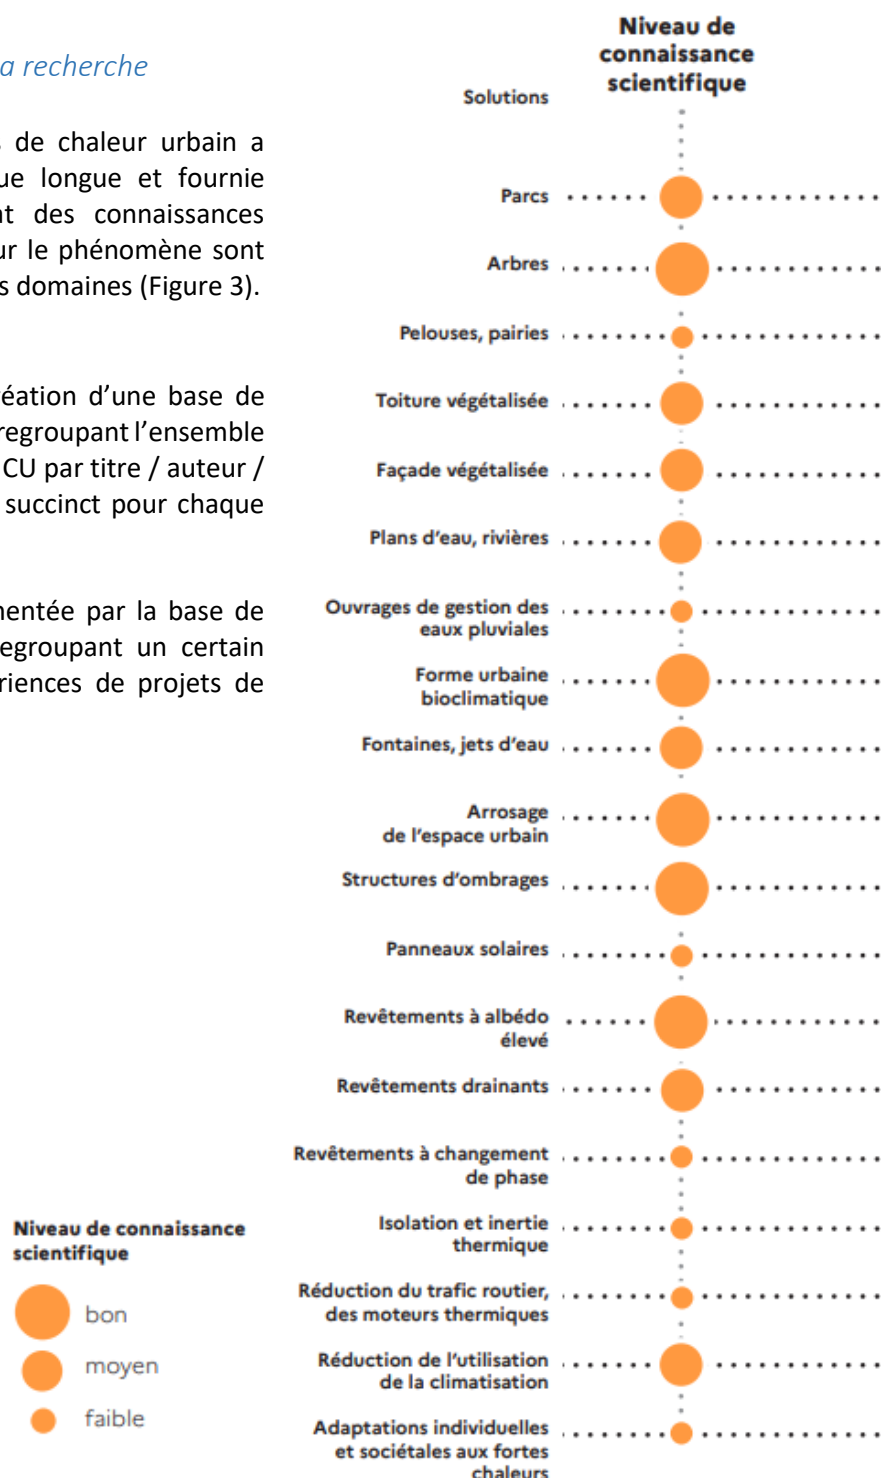 a recherche
de chaleur urbain a
ue longue et fournie
nt des connaissances
ur le phénomène sont
s domaines (Figure 3).
éation d’une base de
regroupant l’ensemble
CU par titre / auteur /
succinct pour chaque
mentée par la base de
egroupant un certain
riences de projets de
Niveau de
connaissance
scientifique
Solutions
Parcs
Arbres
Pelouses, pairies
Toiture végétalisée
Façade végétalisée
Plans d’eau, rivières
Ouvrages de gestion des
eaux pluviales
Forme urbaine
bioclimatique
Fontaines, jets d’eau
Arrosage
de l’espace urbain
Structures d’ombrages
Panneaux solaires
Revêtements à albédo
élevé
Revêtements drainants
Revêtements à changement
de phase
Isolation et inertie
thermique
Réduction du trafic routier,
des moteurs thermiques
Réduction de l’utilisation
de la climatisation
Adaptations individuelles
et sociétales aux fortes
chaleurs
Niveau de connaissance
scientifique
bon
moyen
faible